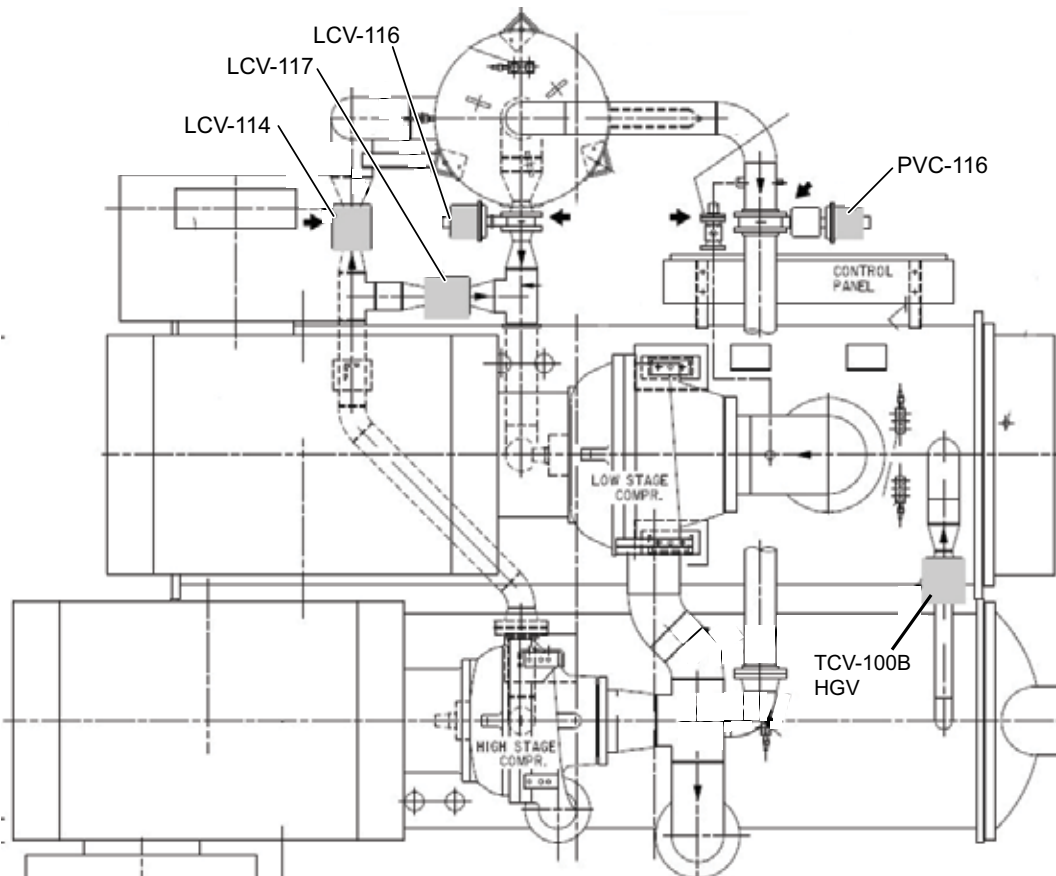 LCV-116
LCV-117
LCV-114
PVC-116
CONTROL
PANEL
LOW STAGE
COMPR.
TCV-100B
HGV
HIGH STAGE
COMPR.